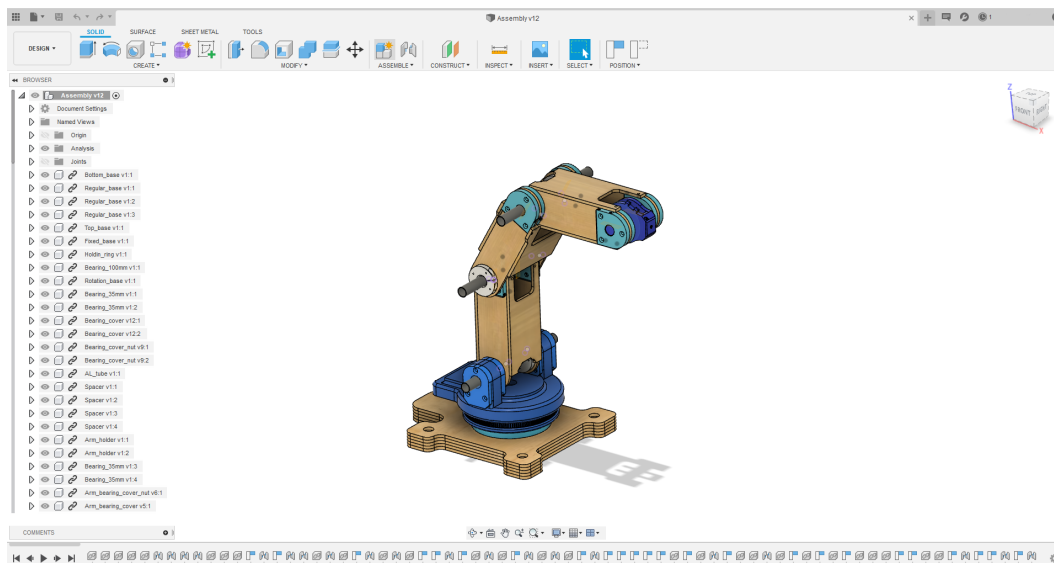 Assembly v12
1
SOLID SURFACE SHEET METAL TOOLS
DESIGN
CREATE MODIFY ASSEMBLE CONSTRUCT INSPECT INSERT SELECT POSITION
BROWSER
Assembly v12
Document Settings
Named Views
Origin
Analysis
Joints
Bottom_base v1:1
Regular_base v1:1
Regular_base v1:2
Regular_base v1:3
Top_base v1:1
Fixed_base v1:1
Holdin_ring v1:1
Bearing_100mm v1:1
Rotation_base v1:1
Bearing_35mm v1:1
Bearing_35mm v1:2
Bearing_cover v12:1
Bearing_cover v12:2
Bearing_cover_nut v9:1
Bearing_cover_nut v9:2
AL_tube v1:1
Spacer v1:1
Spacer v1:2
Spacer v1:3
Spacer v1:4
Arm_holder v1:1
Arm_holder v1:2
Bearing_35mm v1:3
Bearing_35mm v1:4
Arm_bearing_cover_nut v6:1
Arm_bearing_cover v5:1
Z
FRONT
X
COMMENTS